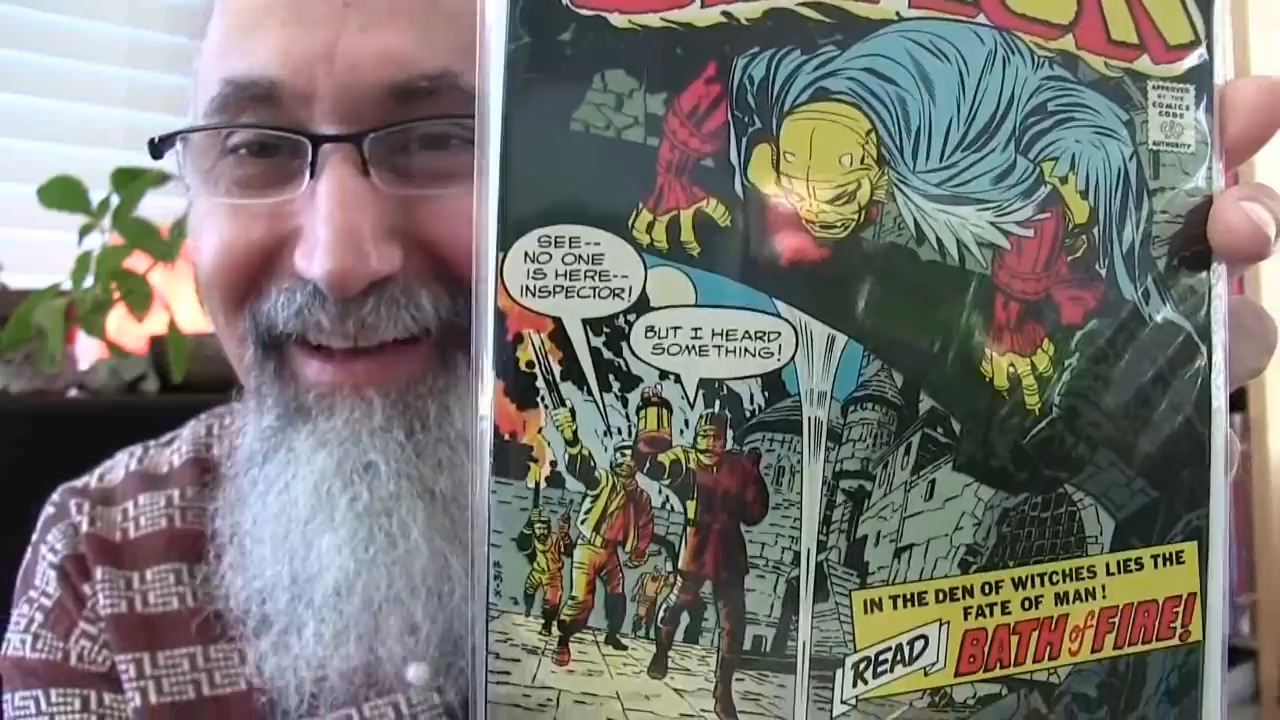 APPROVED
BY THE
COMICS
CODE
AUTHORITY
SEE--
NO ONE
IS HERE--
INSPECTOR!
BUT I HEARD
SOMETHING!
IN THE DEN OF WITCHES LIES THE
FATE OF MAN!
READ BATH of FIRE!